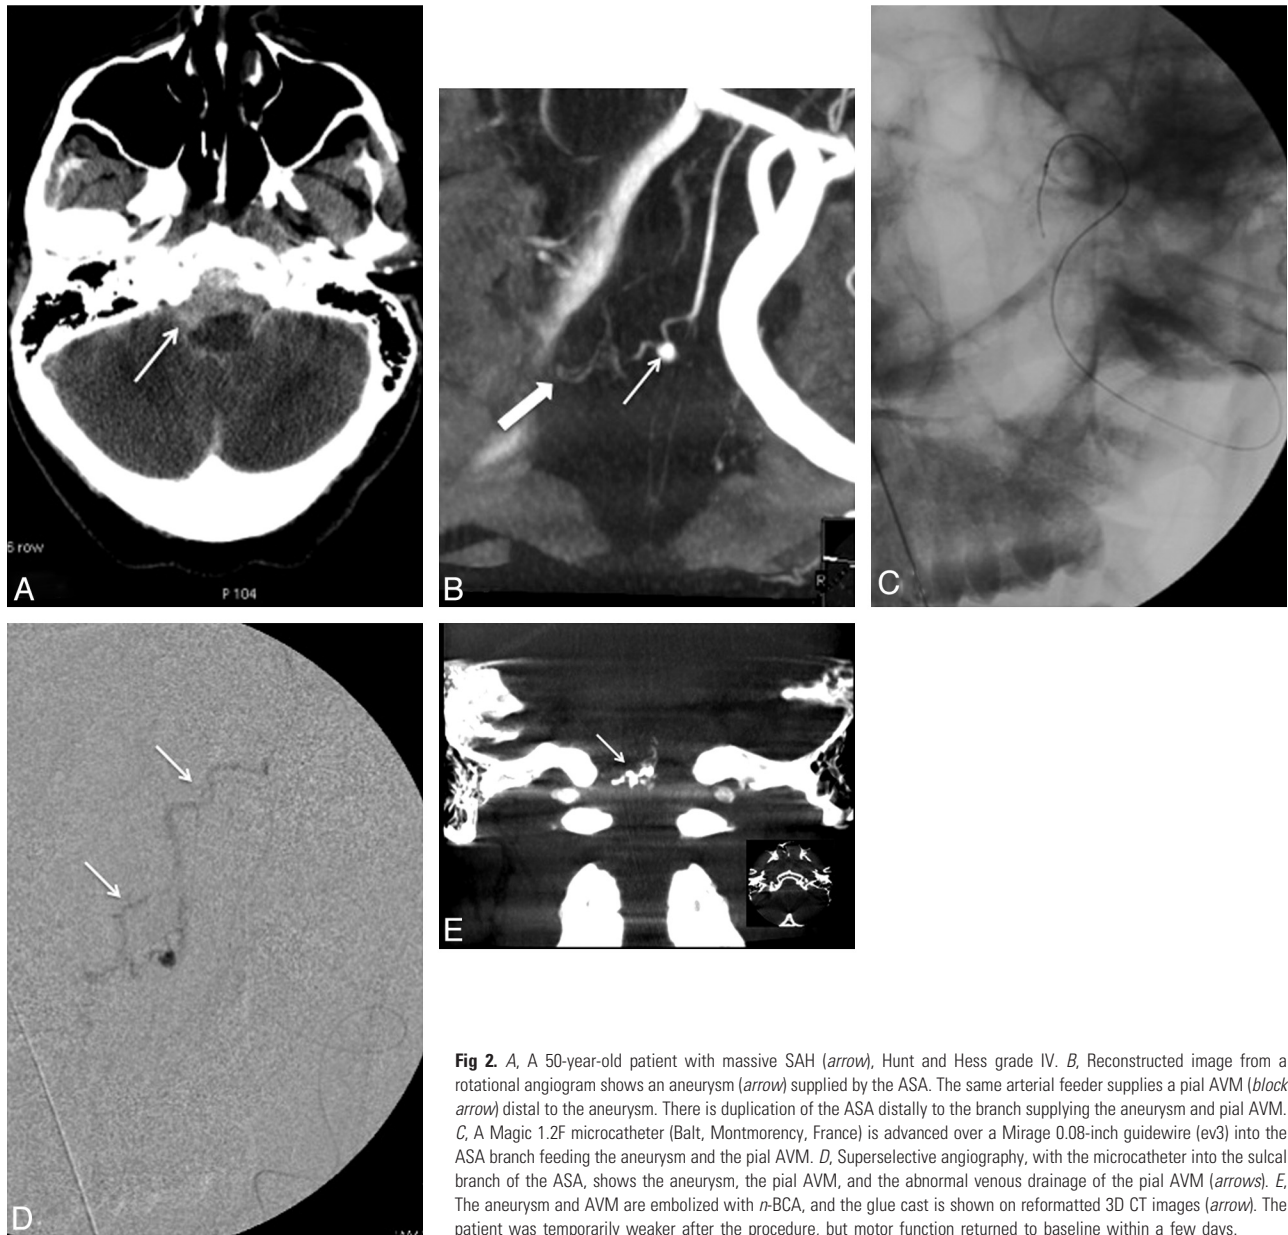 6 row
P 104
A
B
R
C
D
E
Fig 2. A, A 50-year-old patient with massive SAH (arrow), Hunt and Hess grade IV. B, Reconstructed image from a
rotational angiogram shows an aneurysm (arrow) supplied by the ASA. The same arterial feeder supplies a pial AVM (block
arrow) distal to the aneurysm. There is duplication of the ASA distally to the branch supplying the aneurysm and pial AVM.
C, A Magic 1.2F microcatheter (Balt, Montmorency, France) is advanced over a Mirage 0.08-inch guidewire (ev3) into the
ASA branch feeding the aneurysm and the pial AVM. D, Superselective angiography, with the microcatheter into the sulcal
branch of the ASA, shows the aneurysm, the pial AVM, and the abnormal venous drainage of the pial AVM (arrows). E,
The aneurysm and AVM are embolized with n-BCA, and the glue cast is shown on reformatted 3D CT images (arrow). The
patient was temporarily weaker after the procedure, but motor function returned to baseline within a few days.